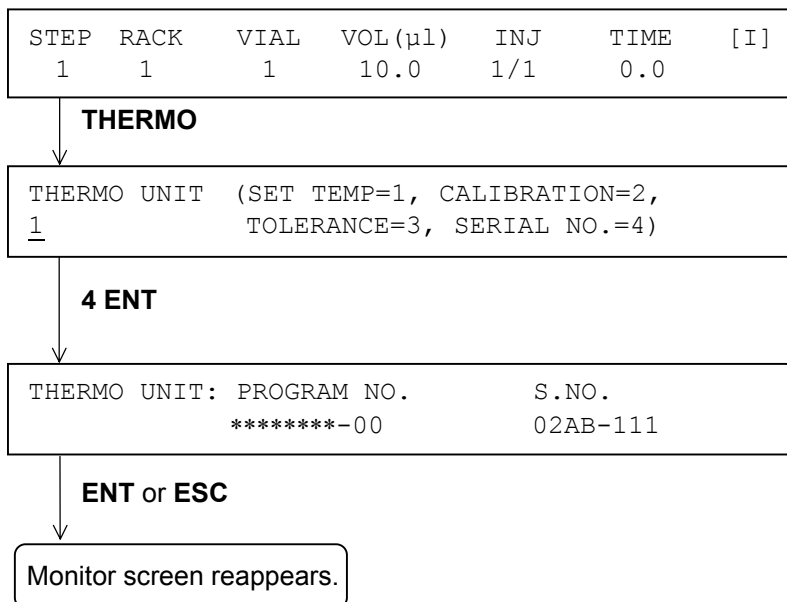 STEP RACK VIAL VOL(µl) INJ TIME [I]
1 1 1 10.0 1/1 0.0
THERMO
THERMO UNIT (SET TEMP=1, CALIBRATION=2,
1 TOLERANCE=3, SERIAL NO.=4)
4 ENT
THERMO UNIT: PROGRAM NO. S.NO.
********-00 02AB-111
ENT or ESC
Monitor screen reappears.